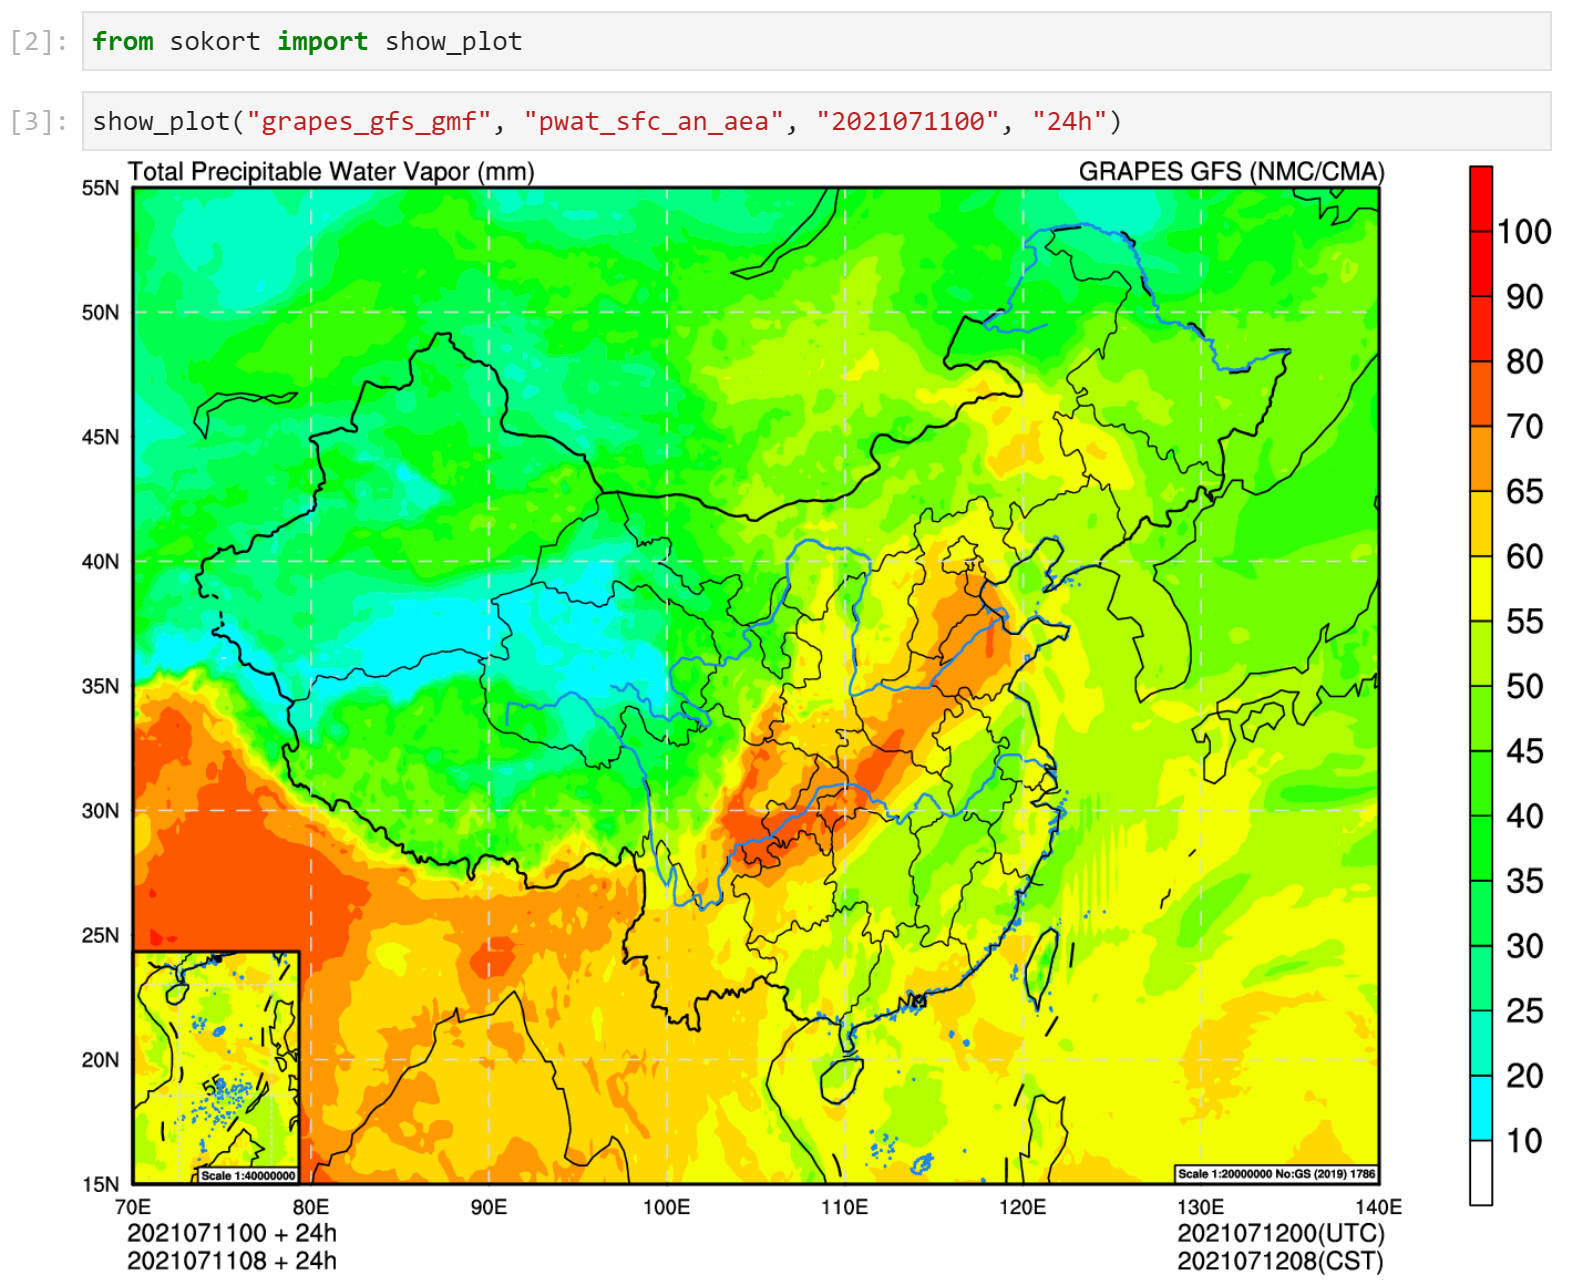 [2]: from sokort import show_plot
[3]: show_plot("grapes_gfs_gmf", "pwat_sfc_an_aea", "2021071100", "24h")
Total Precipitable Water Vapor (mm) GRAPES GFS (NMC/CMA)
55N
50N
45N
40N
35N
30N
25N
20N
15N
70E 80E 90E 100E 110E 120E 130E 140E
100
90
80
70
65
60
55
50
45
40
35
30
25
20
10
55
Scale 1:40000000
Scale 1:20000000 No:GS (2019) 1786
2021071100 + 24h 2021071200(UTC)
2021071108 + 24h 2021071208(CST)